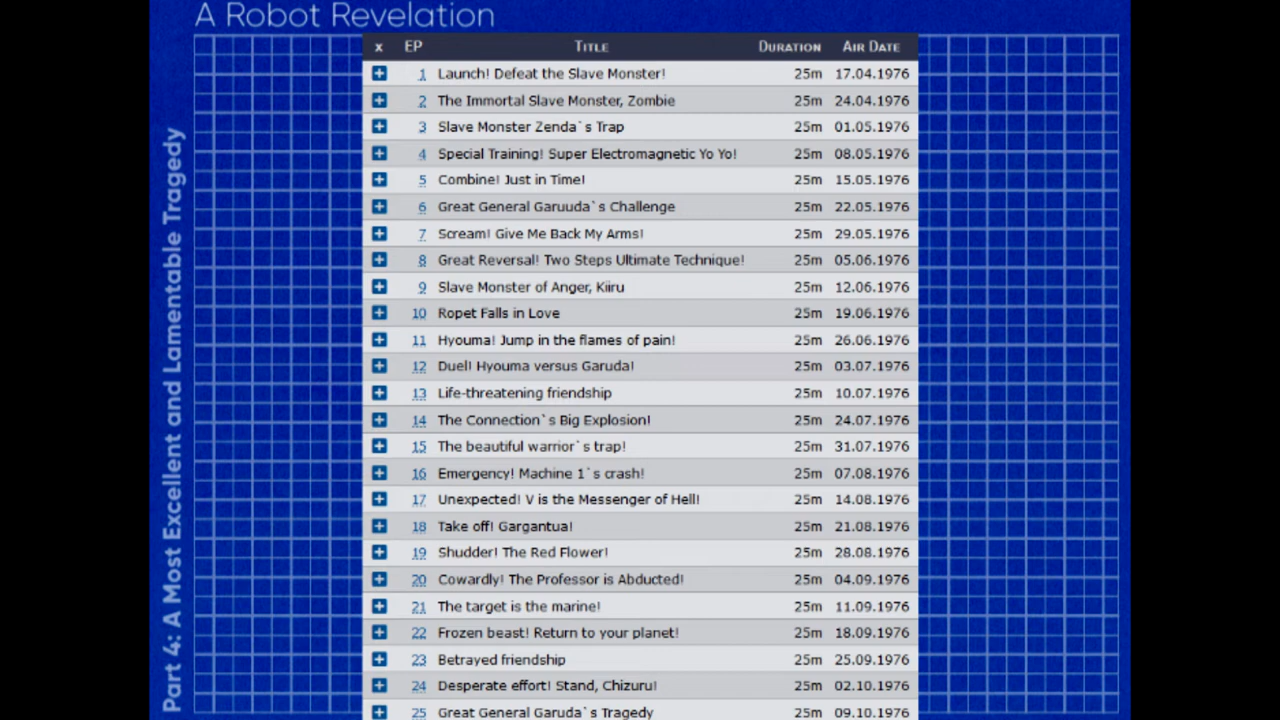 A Robot Revelation
Part 4: A Most Excellent and Lamentable Tragedy
x EP Title Duration Air Date
1 Launch! Defeat the Slave Monster! 25m 17.04.1976
2 The Immortal Slave Monster, Zombie 25m 24.04.1976
3 Slave Monster Zenda`s Trap 25m 01.05.1976
4 Special Training! Super Electromagnetic Yo Yo! 25m 08.05.1976
5 Combine! Just in Time! 25m 15.05.1976
6 Great General Garuuda`s Challenge 25m 22.05.1976
7 Scream! Give Me Back My Arms! 25m 29.05.1976
8 Great Reversal! Two Steps Ultimate Technique! 25m 05.06.1976
9 Slave Monster of Anger, Kiiru 25m 12.06.1976
10 Ropet Falls in Love 25m 19.06.1976
11 Hyouma! Jump in the flames of pain! 25m 26.06.1976
12 Duel! Hyouma versus Garuda! 25m 03.07.1976
13 Life-threatening friendship 25m 10.07.1976
14 The Connection`s Big Explosion! 25m 24.07.1976
15 The beautiful warrior`s trap! 25m 31.07.1976
16 Emergency! Machine 1`s crash! 25m 07.08.1976
17 Unexpected! V is the Messenger of Hell! 25m 14.08.1976
18 Take off! Gargantua! 25m 21.08.1976
19 Shudder! The Red Flower! 25m 28.08.1976
20 Cowardly! The Professor is Abducted! 25m 04.09.1976
21 The target is the marine! 25m 11.09.1976
22 Frozen beast! Return to your planet! 25m 18.09.1976
23 Betrayed friendship 25m 25.09.1976
24 Desperate effort! Stand, Chizuru! 25m 02.10.1976
25 Great General Garuda`s Tragedy 25m 09.10.1976